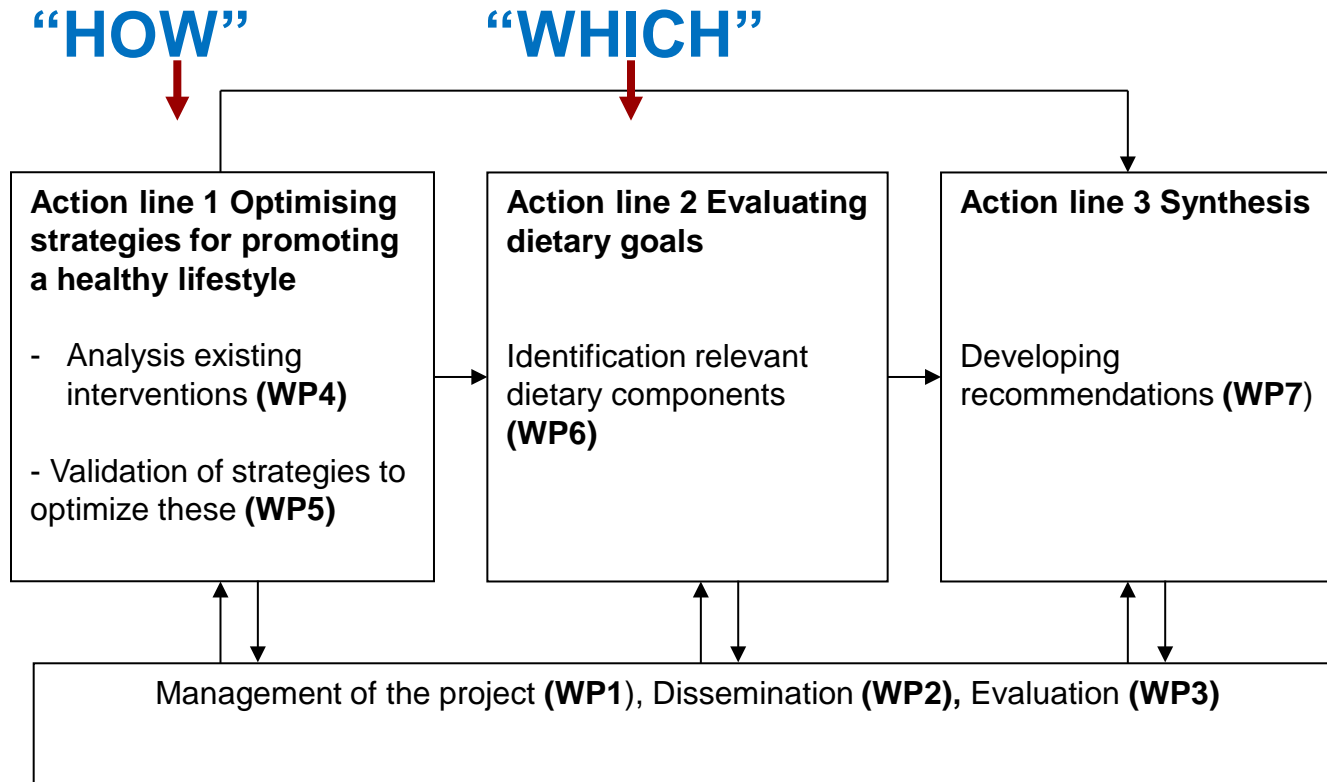 “HOW”
“WHICH”
Action line 1 Optimising
strategies for promoting
a healthy lifestyle
- Analysis existing
interventions (WP4)
- Validation of strategies to
optimize these (WP5)
Action line 2 Evaluating
dietary goals
Identification relevant
dietary components
(WP6)
Action line 3 Synthesis
Developing
recommendations (WP7)
Management of the project (WP1), Dissemination (WP2), Evaluation (WP3)